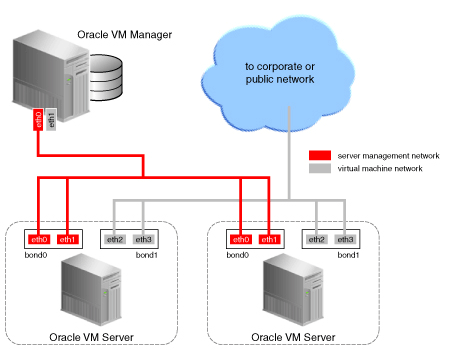 Oracle VM Manager
to corporate or
public network
eth0
eth1
server management network
virtual machine network
eth0 eth1 eth2 eth3 eth0 eth1 eth2 eth3
bond0 bond1 bond0 bond1
Oracle VM Server Oracle VM Server